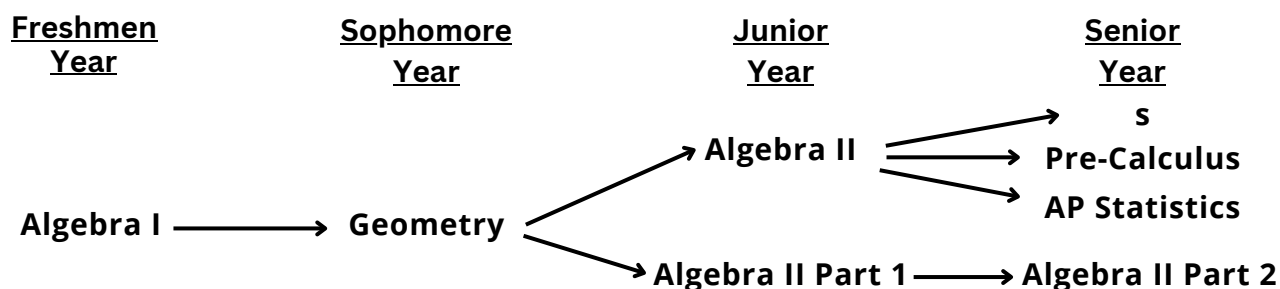 Freshmen
Year
Sophomore
Year
Junior
Year
Senior
Year
s
Algebra II
Pre-Calculus
AP Statistics
Algebra I
Geometry
Algebra II Part 1
Algebra II Part 2